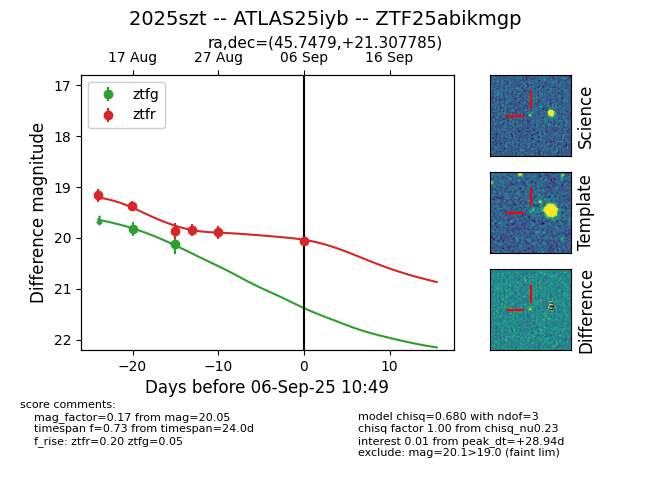 2025szt -- ATLAS25iyb -- ZTF25abikmgp
ra,dec=(45.7479,+21.307785)
17 Aug 27 Aug 06 Sep 16 Sep
ztfg
ztfr
17
18
19
20
21
22
Difference magnitude
−20 −10 0 10
Days before 06-Sep-25 10:49
Science
Template
Difference
score comments:
mag_factor=0.17 from mag=20.05
timespan f=0.73 from timespan=24.0d
f_rise: ztfr=0.20 ztfg=0.05
model chisq=0.680 with ndof=3
chisq factor 1.00 from chisq_nu0.23
interest 0.01 from peak_dt=+28.94d
exclude: mag=20.1>19.0 (faint lim)